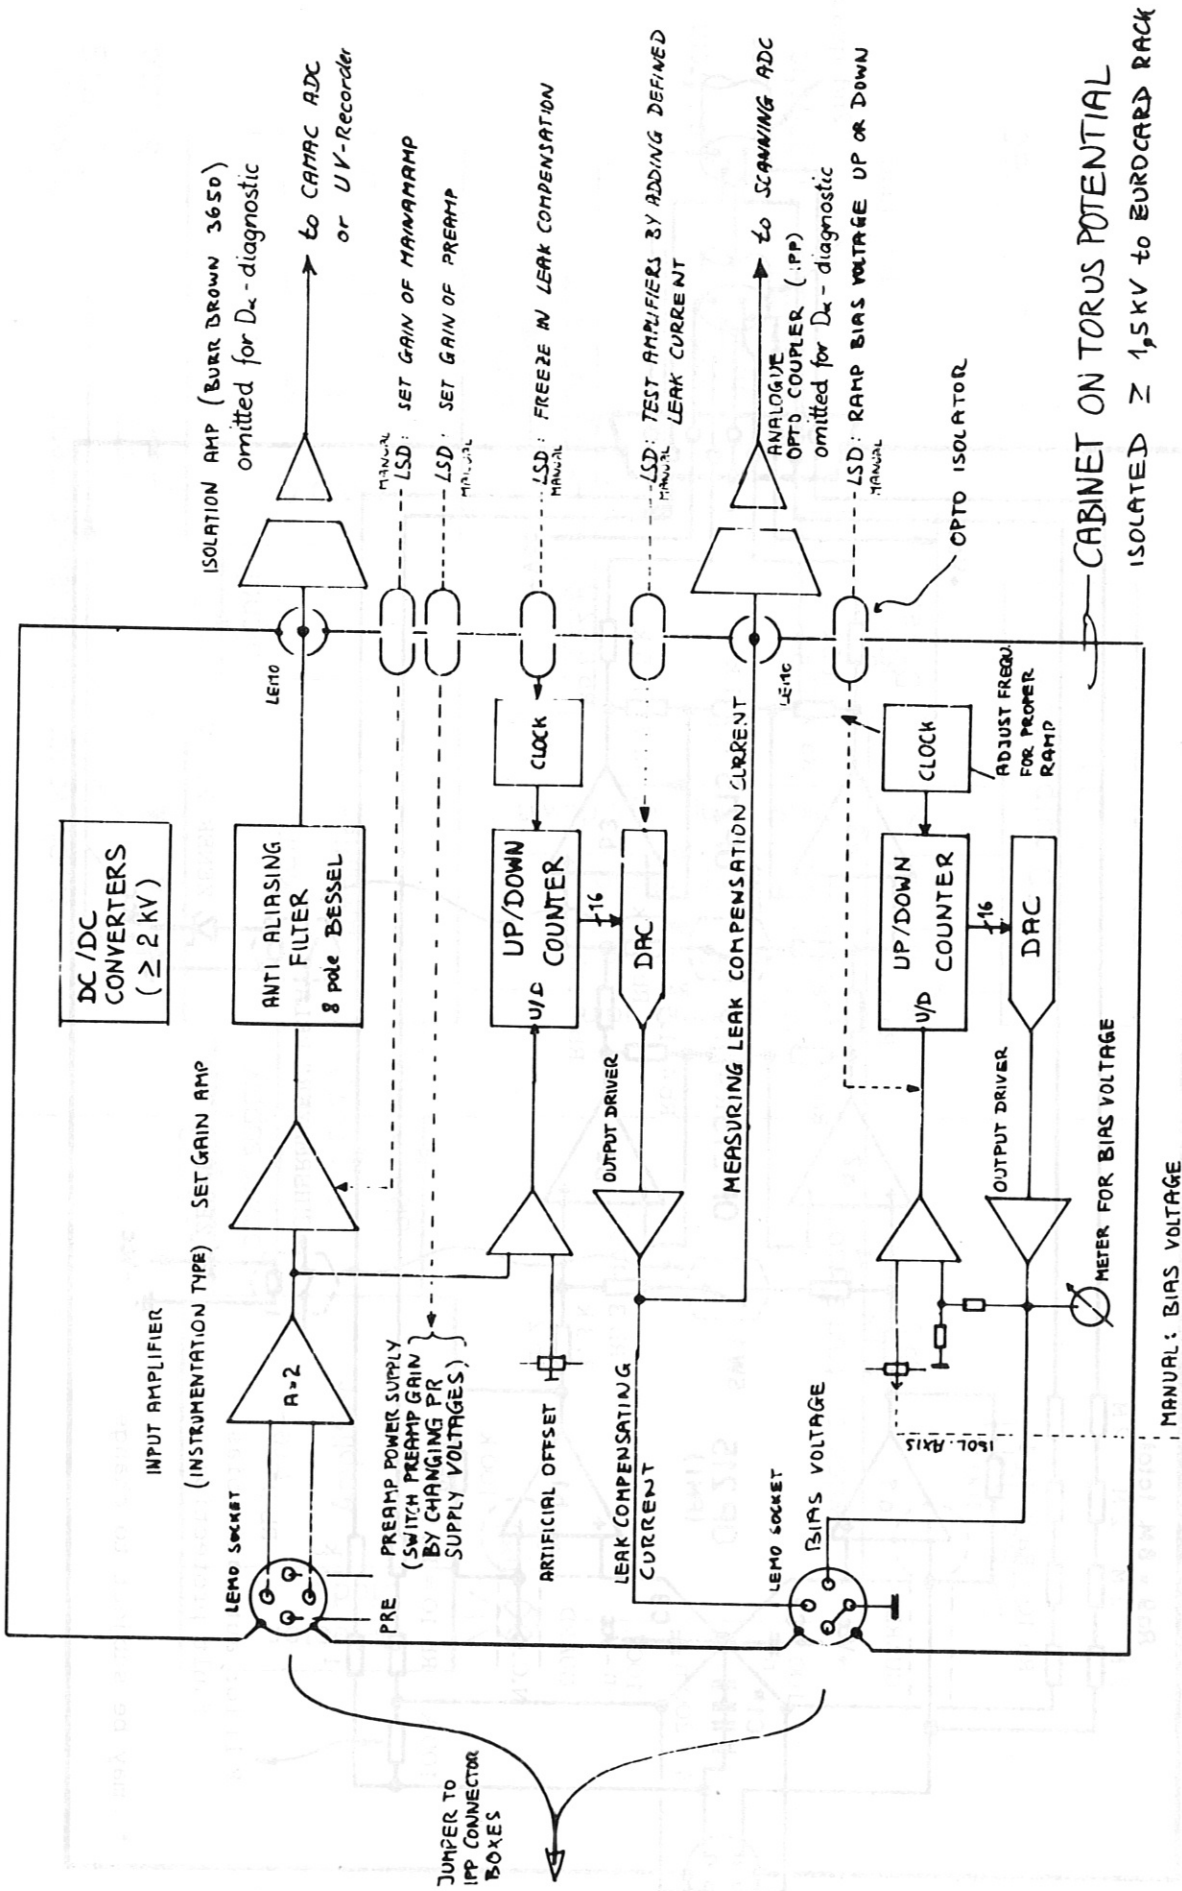 ISOLATION AMP (BURR BROWN 3650)
omitted for Dα-diagnostic
to CAMAC ADC
or UV-Recorder
LEMO
DC/DC
CONVERTERS
(≥ 2 kV)
ANTI ALIASING
FILTER
8 pole BESSEL
SET GAIN AMP
INPUT AMPLIFIER
(INSTRUMENTATION TYPE)
A=2
LEMO SOCKET
PRE
PREAMP POWER SUPPLY
(SWITCH PREAMP GAIN
BY CHANGING PR
SUPPLY VOLTAGES)
MANUAL
LSD: SET GAIN OF MAINAMAMP
LSD: SET GAIN OF PREAMP
MANUAL
LSD: FREEZE IN LEAK COMPENSATION
MANUAL
CLOCK
UP/DOWN
COUNTER
U/D
16
DAC
LSD: TEST AMPLIFIERS BY ADDING DEFINED
MANUAL
LEAK CURRENT
OUTPUT DRIVER
ARTIFICIAL OFFSET
LEAK COMPENSATING
CURRENT
MEASURING LEAK COMPENSATION CURRENT
LEMO
to SCANNING ADC
ANALOGUE
OPTO COUPLER (IPP)
omitted for Dα-diagnostic
LSD: RAMP BIAS VOLTAGE UP OR DOWN
MANUAL
OPTO ISOLATOR
CLOCK
ADJUST FREQU.
FOR PROPER
RAMP
UP/DOWN
COUNTER
U/D
16
DAC
OUTPUT DRIVER
METER FOR BIAS VOLTAGE
ISOL. AXIS
MANUAL: BIAS VOLTAGE
BIAS VOLTAGE
LEMO SOCKET
JUMPER TO
IPP CONNECTOR
BOXES
CABINET ON TORUS POTENTIAL
ISOLATED ≥ 1,5 KV to EUROCARD RACK